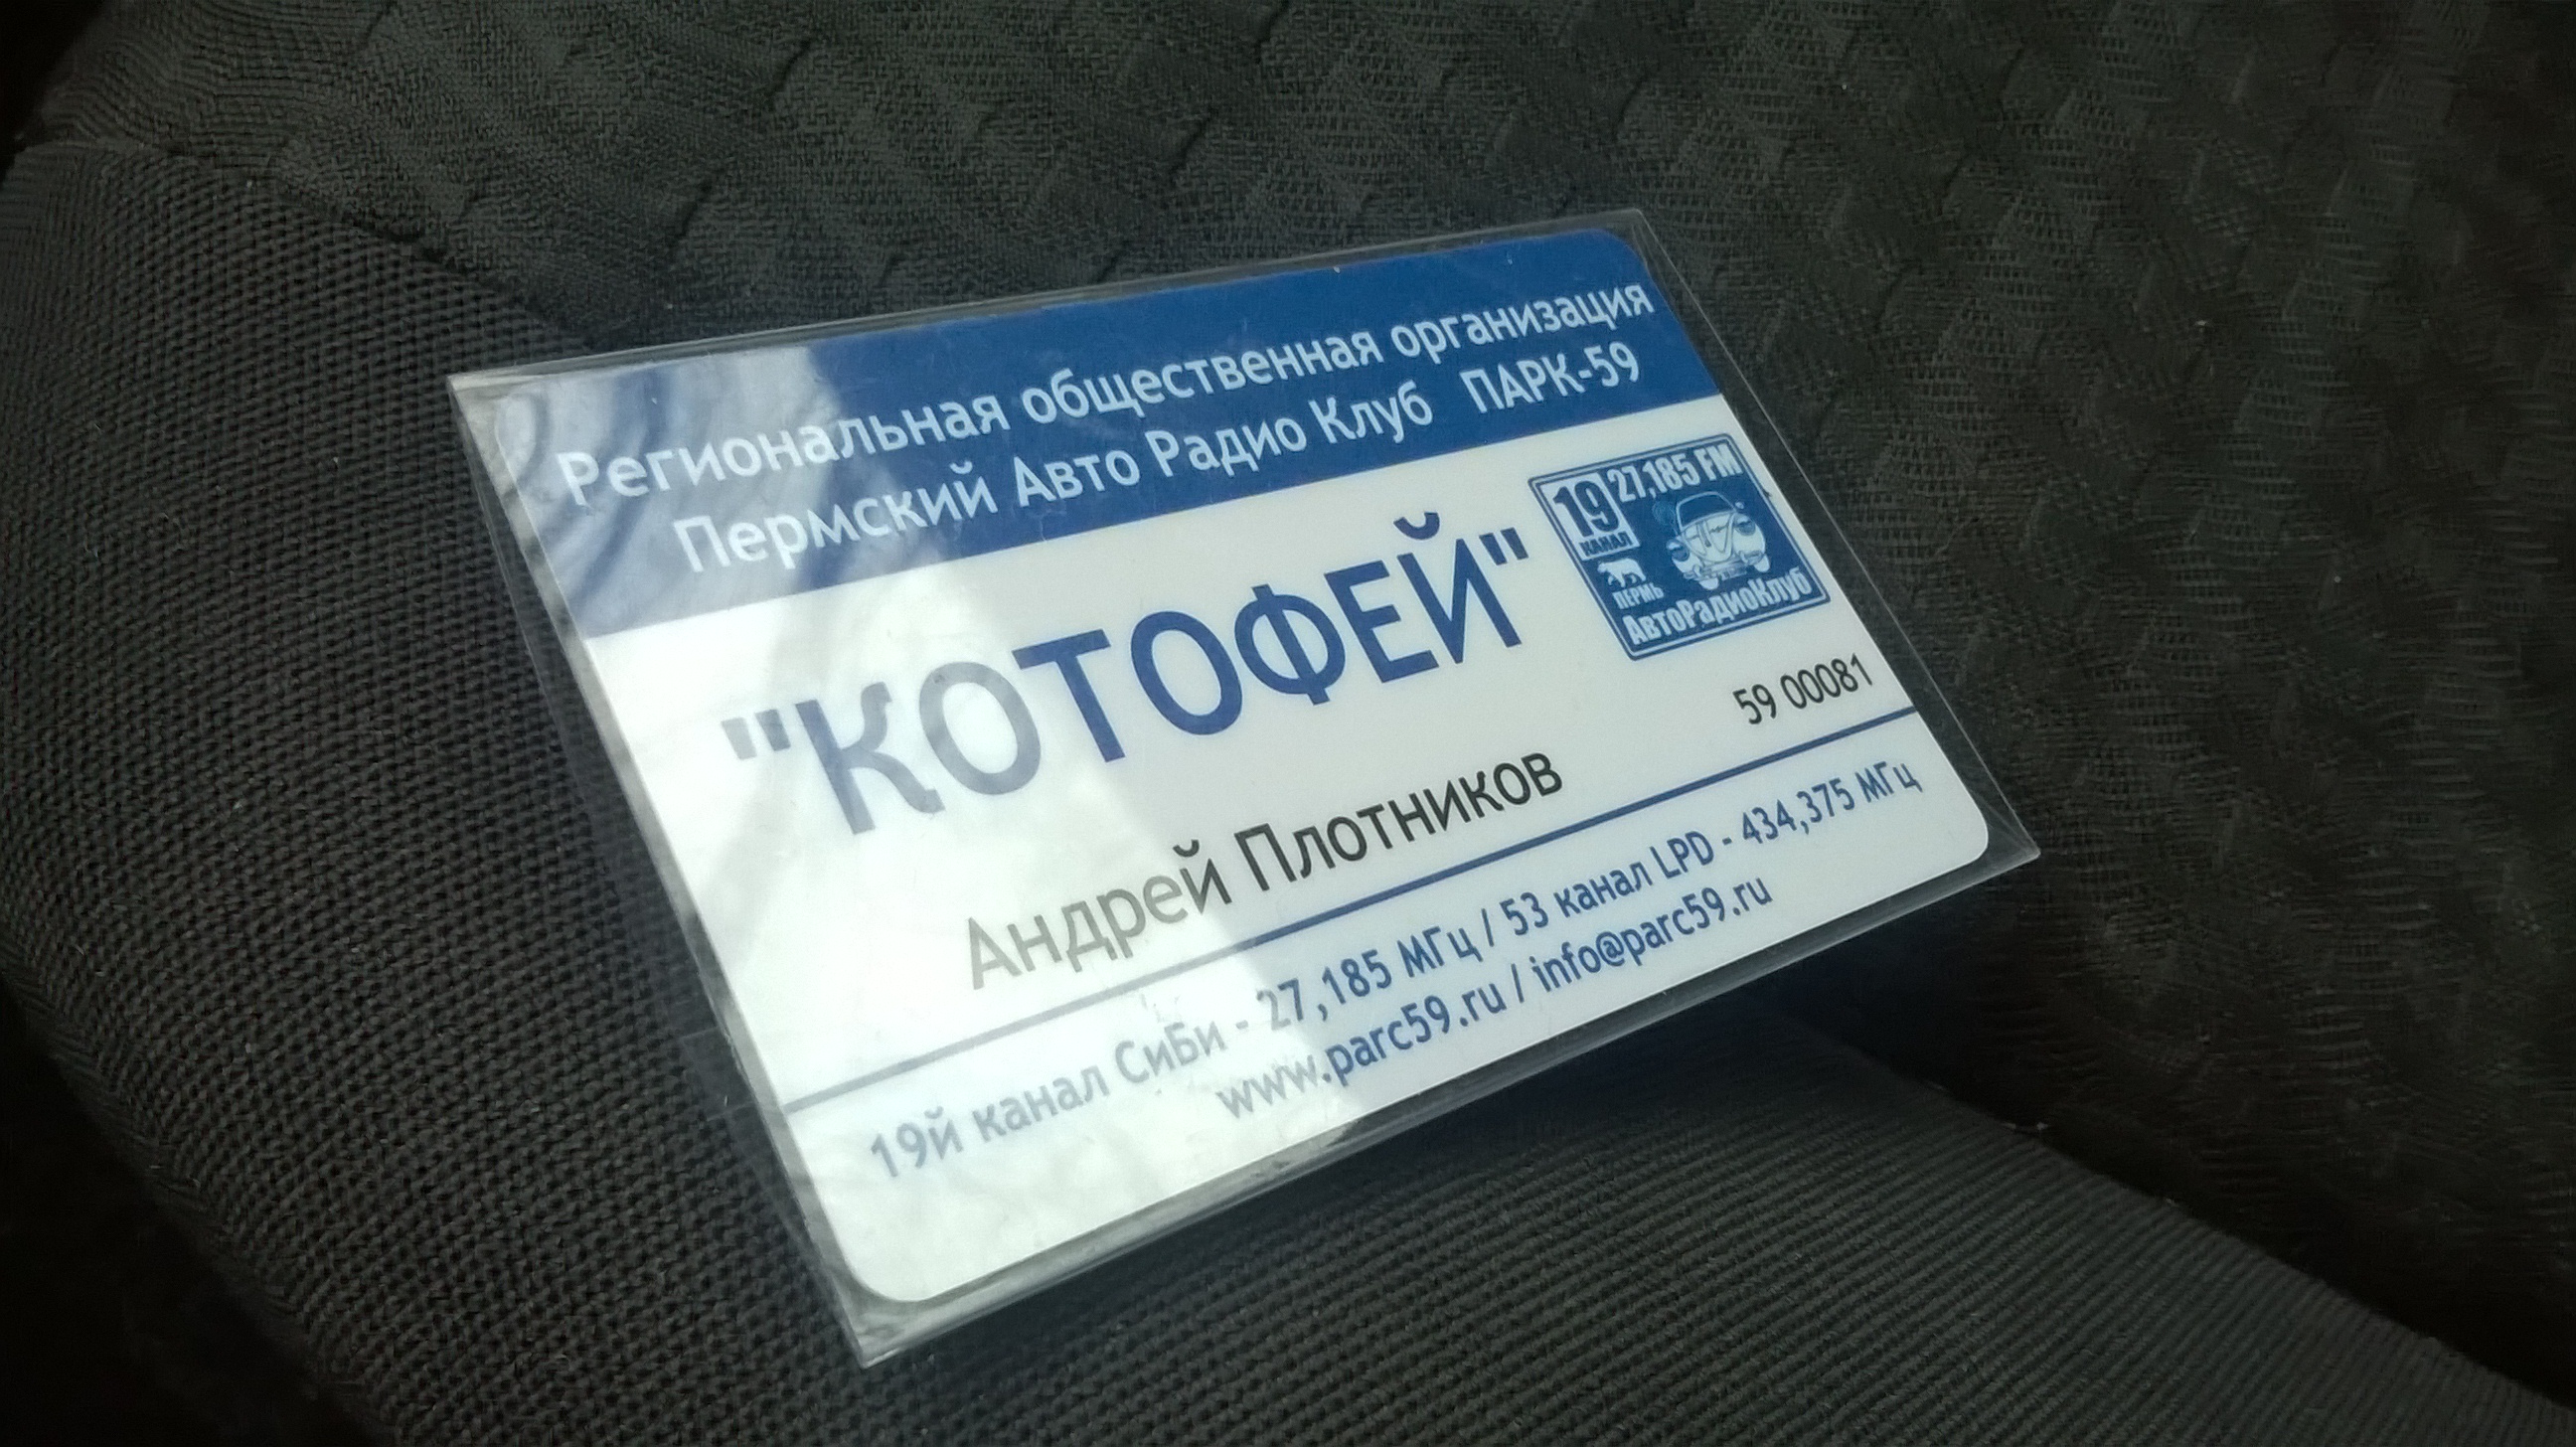 Региональная общественная организация
Пермский Авто Радио Клуб ПАРК-59
19 27,185 FM
КАНАЛ
ПЕРМЬ
АвтоРадиоКлуб
"КОТОФЕЙ"
59 00081
Андрей Плотников
19й канал СиБи - 27,185 МГц / 53 канал LPD - 434,375 МГц
www.parc59.ru / info@parc59.ru